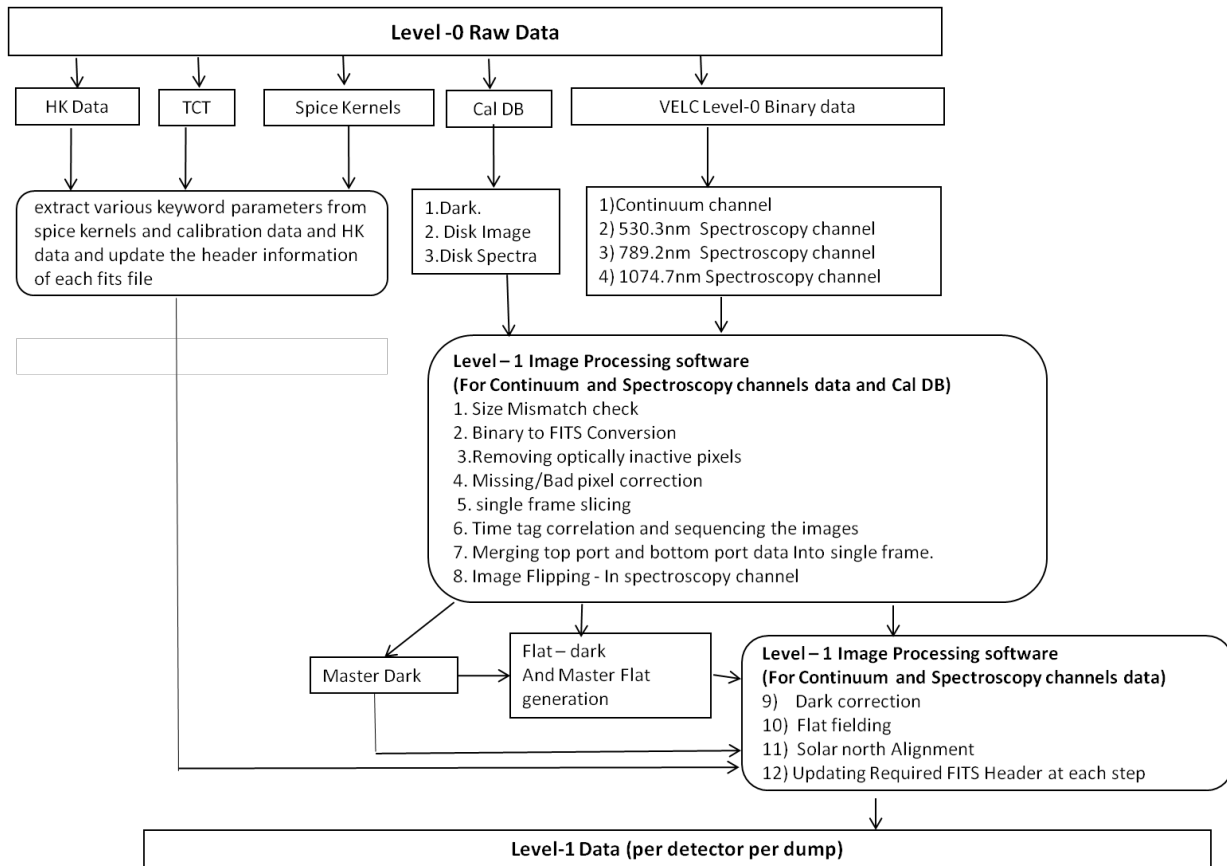 Level -0 Raw Data
HK Data
TCT
Spice Kernels
Cal DB
VELC Level-0 Binary data
extract various keyword parameters from
spice kernels and calibration data and HK
data and update the header information
of each fits file
1.Dark.
2. Disk Image
3.Disk Spectra
1)Continuum channel
2) 530.3nm Spectroscopy channel
3) 789.2nm Spectroscopy channel
4) 1074.7nm Spectroscopy channel
Level – 1 Image Processing software
(For Continuum and Spectroscopy channels data and Cal DB)
1. Size Mismatch check
2. Binary to FITS Conversion
3.Removing optically inactive pixels
4. Missing/Bad pixel correction
5. single frame slicing
6. Time tag correlation and sequencing the images
7. Merging top port and bottom port data Into single frame.
8. Image Flipping - In spectroscopy channel
Master Dark
Flat – dark
And Master Flat
generation
Level – 1 Image Processing software
(For Continuum and Spectroscopy channels data)
9) Dark correction
10) Flat fielding
11) Solar north Alignment
12) Updating Required FITS Header at each step
Level-1 Data (per detector per dump)